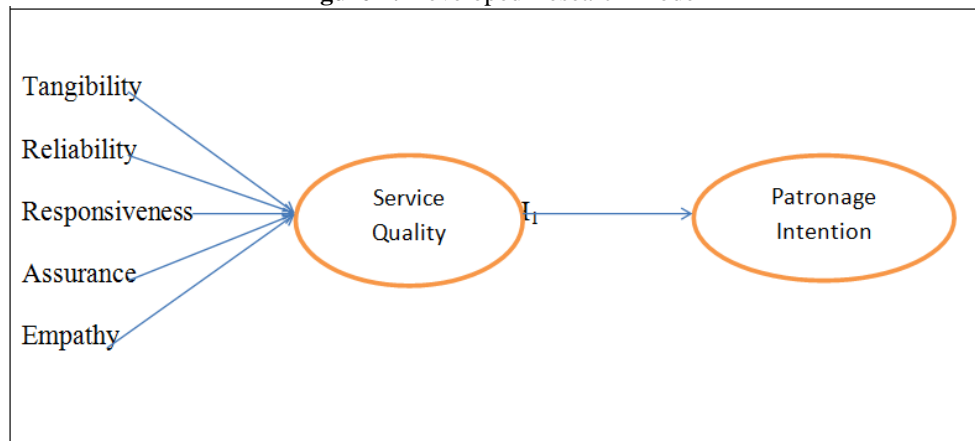 Tangibility
Reliability
Responsiveness
Assurance
Empathy
Service
Quality
Patronage
Intention